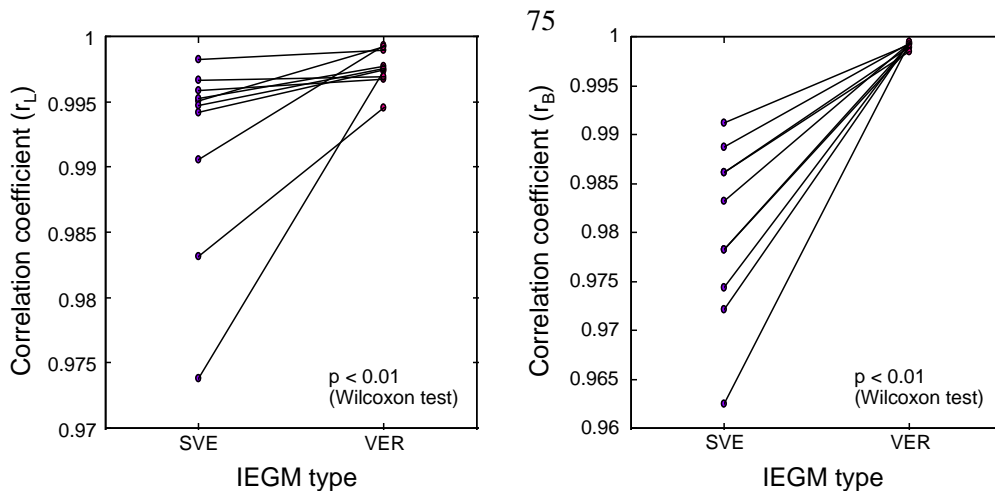 75
Correlation coefficient (r_L)
1
0.995
0.99
0.985
0.98
0.975
0.97
p < 0.01
(Wilcoxon test)
SVE
VER
IEGM type
Correlation coefficient (r_B)
1
0.995
0.99
0.985
0.98
0.975
0.97
0.965
0.96
p < 0.01
(Wilcoxon test)
SVE
VER
IEGM type